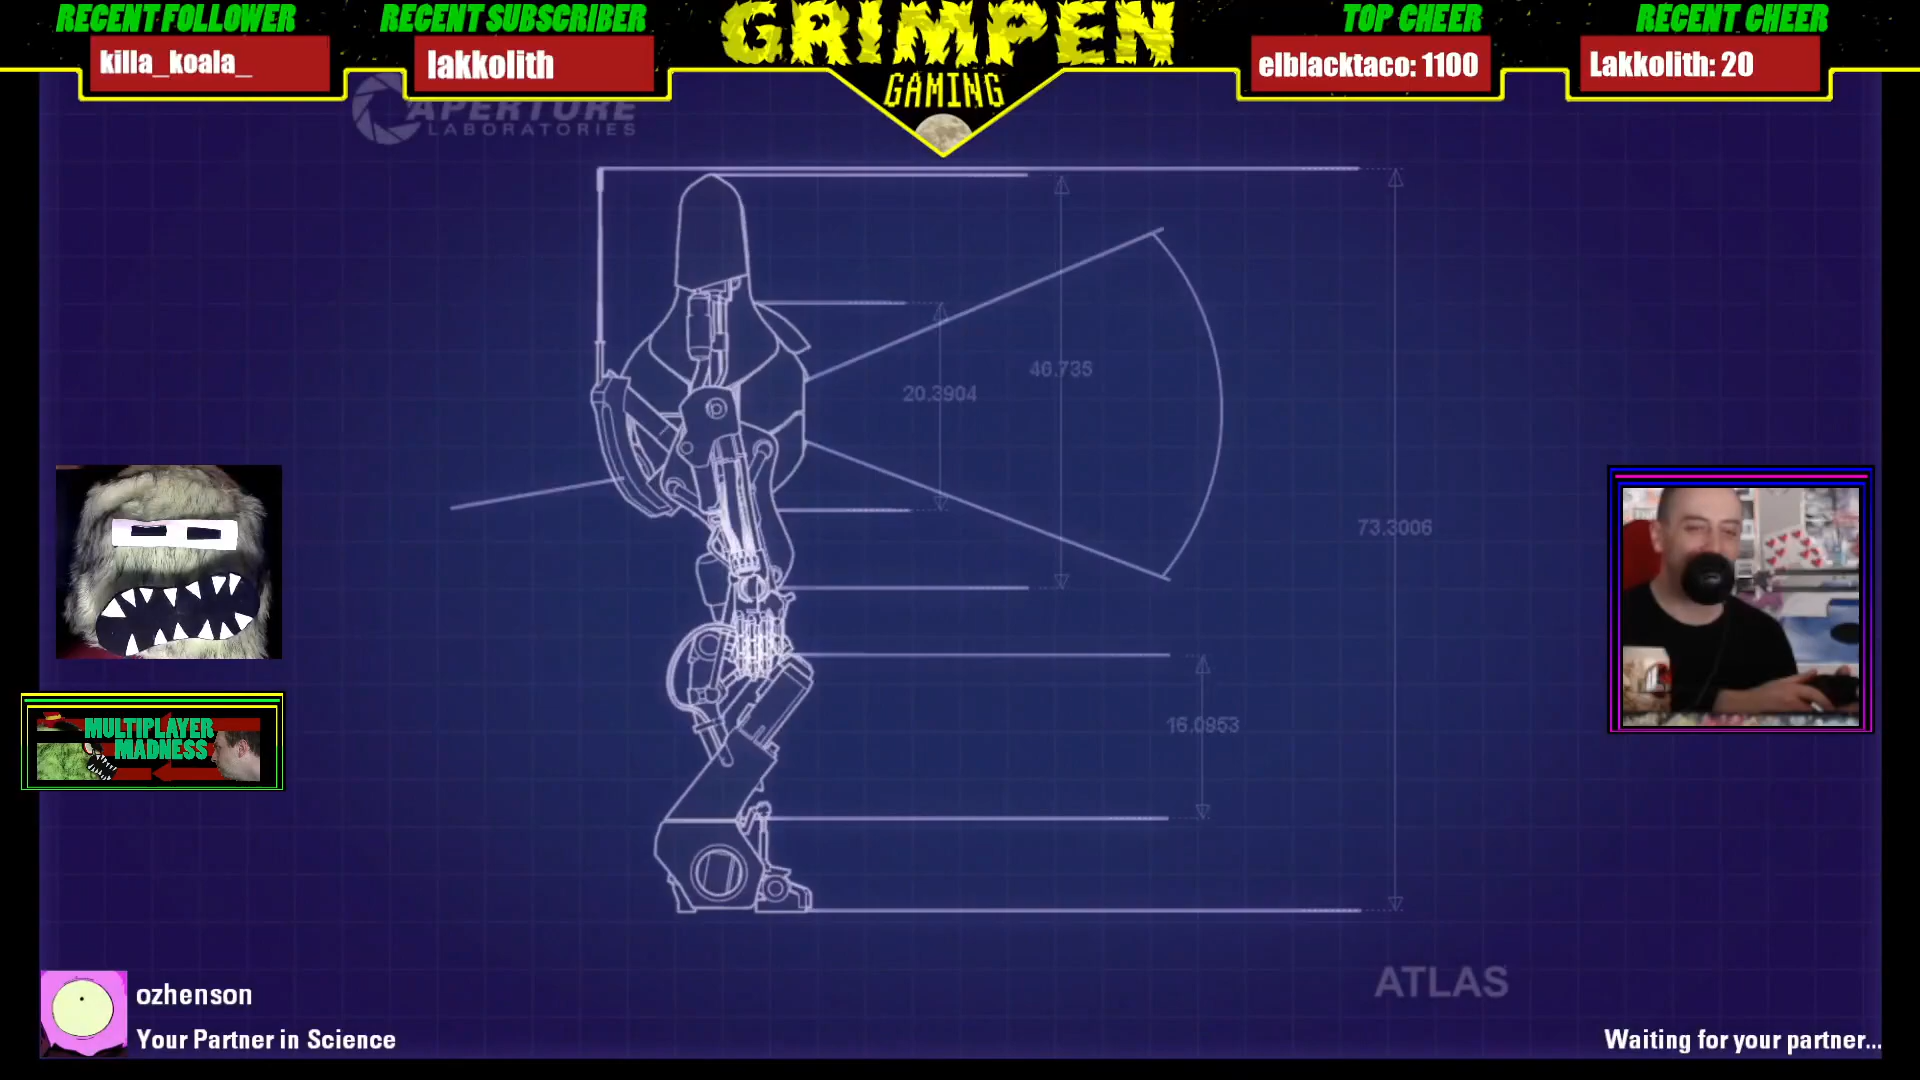 RECENT FOLLOWER
killa_koala_
RECENT SUBSCRIBER
lakkolith
GRIMPEN
GAMING
TOP CHEER
elblacktaco: 1100
RECENT CHEER
Lakkolith: 20
APERTURE
LABORATORIES
46.735
20.3904
73.3006
16.0953
MULTIPLAYER
MADNESS
ATLAS
ozhenson
Your Partner in Science
Waiting for your partner...